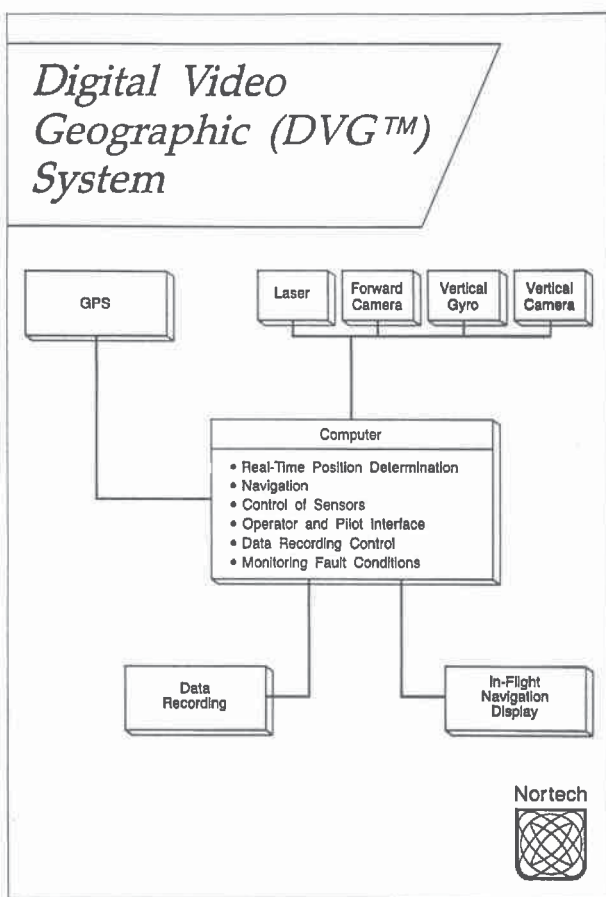 Digital Video
Geographic (DVG™)
System
GPS
Laser
Forward
Camera
Vertical
Gyro
Vertical
Camera
Computer
• Real-Time Position Determination
• Navigation
• Control of Sensors
• Operator and Pilot Interface
• Data Recording Control
• Monitoring Fault Conditions
Data
Recording
In-Flight
Navigation
Display
Nortech